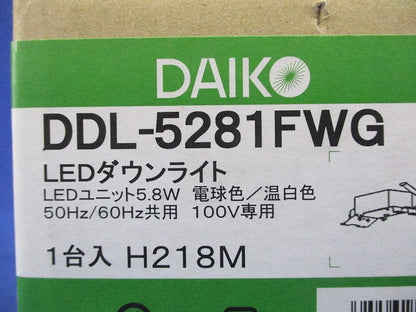 DAIKO
DDL-5281FWG
LEDダウンライト
LEDユニット5.8W 電球色／温白色
50Hz/60Hz共用 100V専用
1台入 H218M